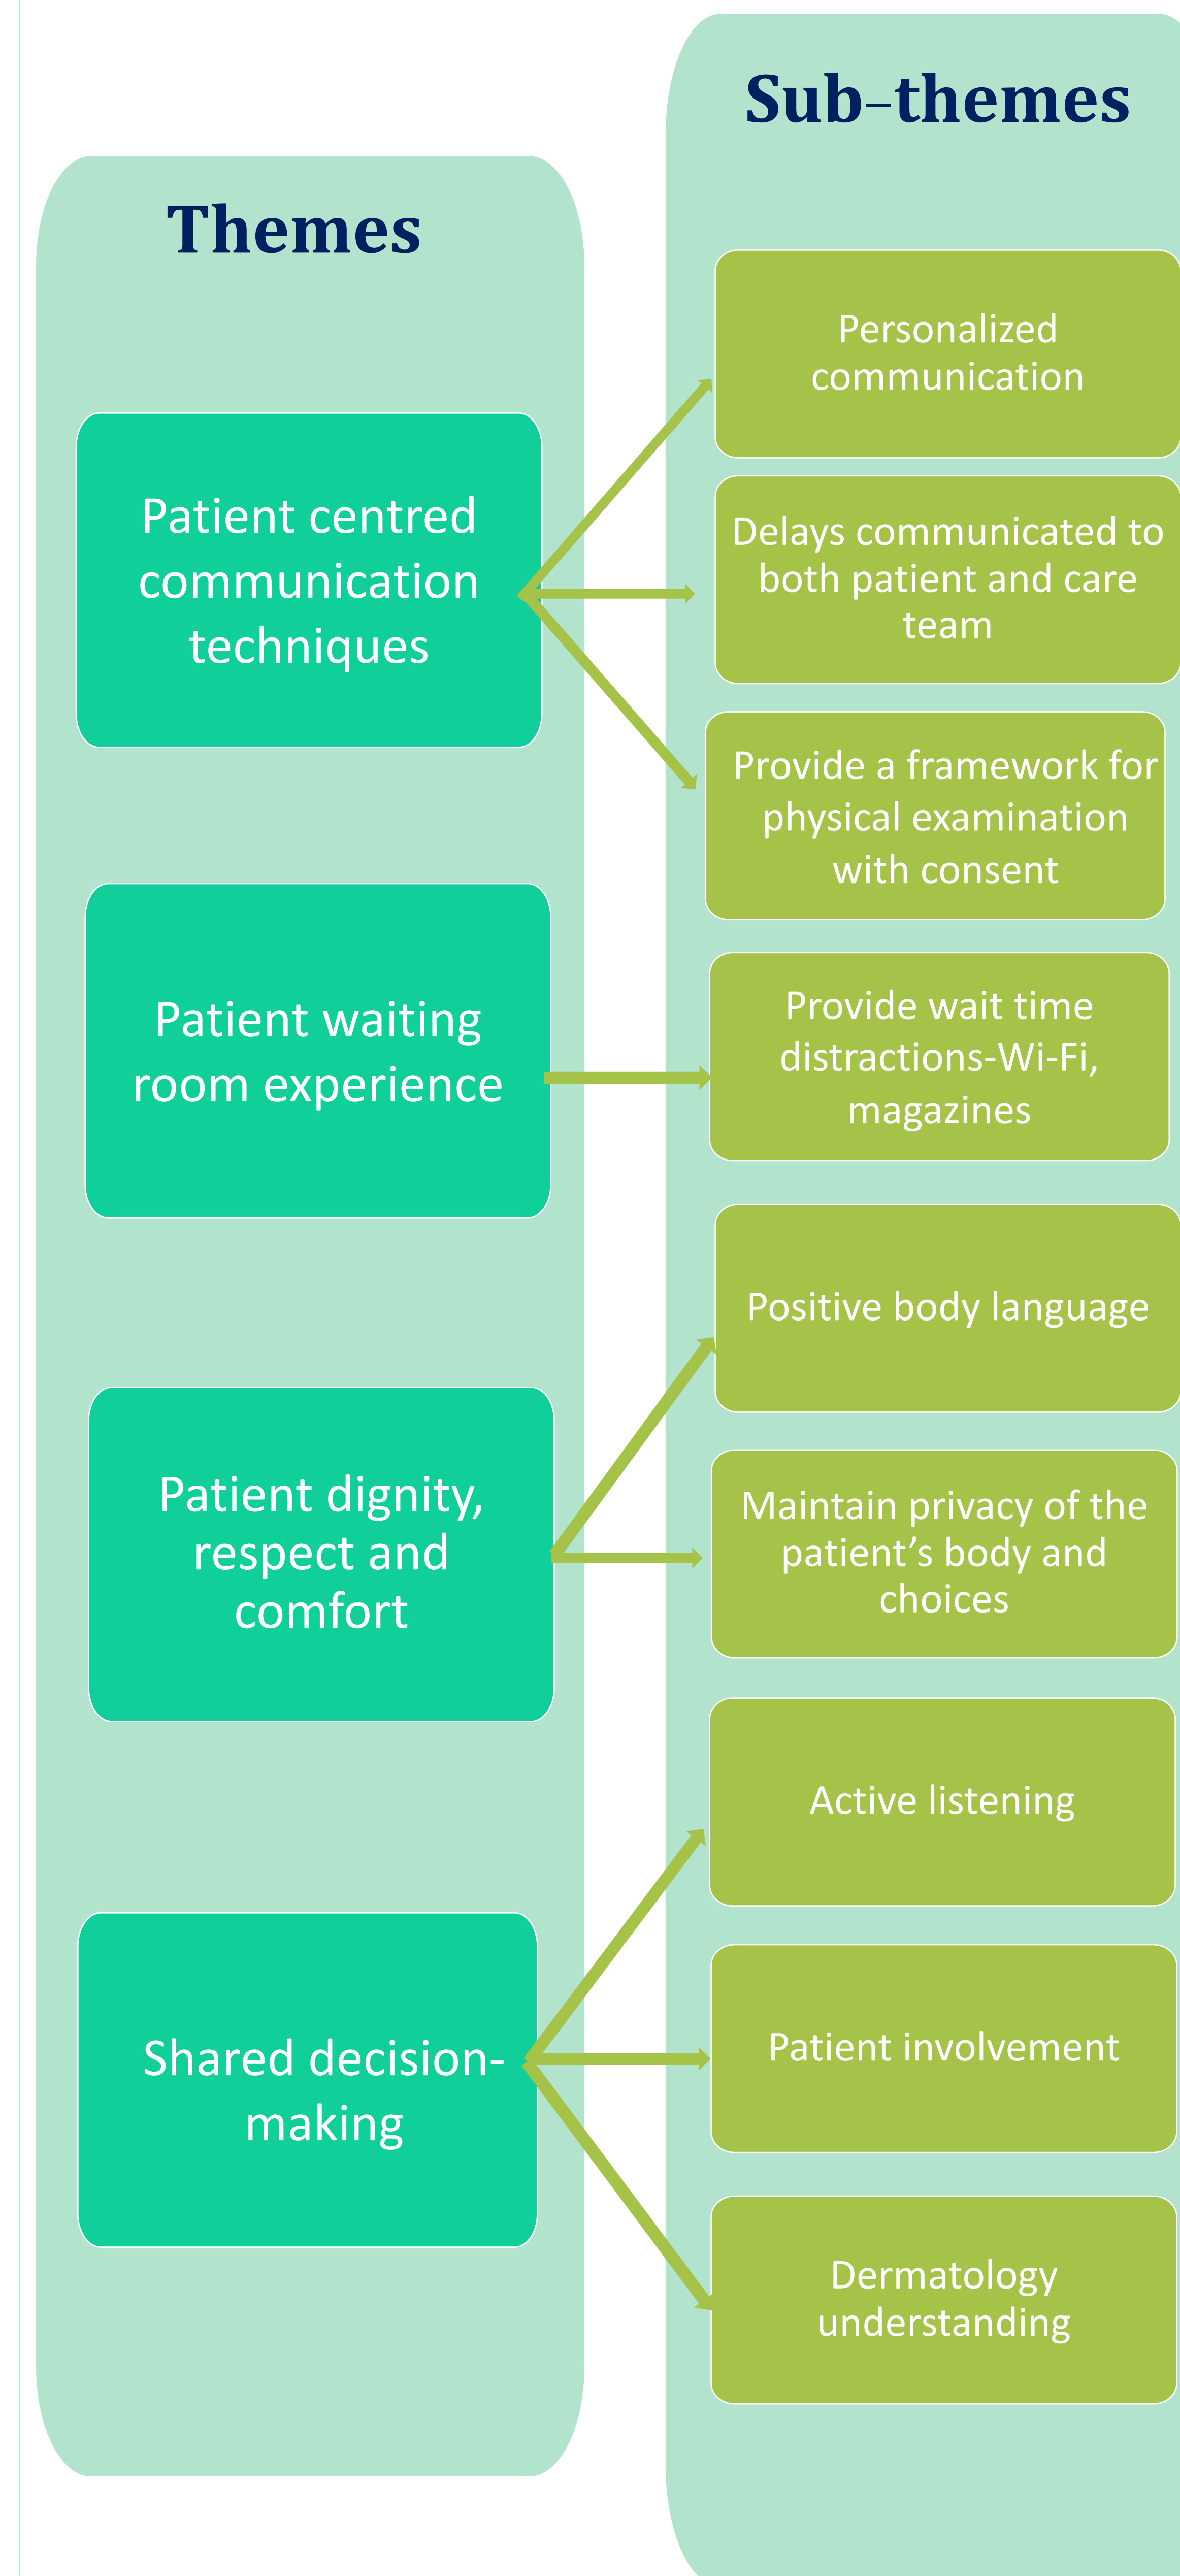 Themes
Patient centred
communication
techniques
Patient waiting
room experience
Patient dignity,
respect and
comfort
Shared decision-
making
Sub-themes
Personalized
communication
Delays communicated to
both patient and care
team
Provide a framework for
physical examination
with consent
Provide wait time
distractions-Wi-Fi,
magazines
Positive body language
Maintain privacy of the
patient’s body and
choices
Active listening
Patient involvement
Dermatology
understanding